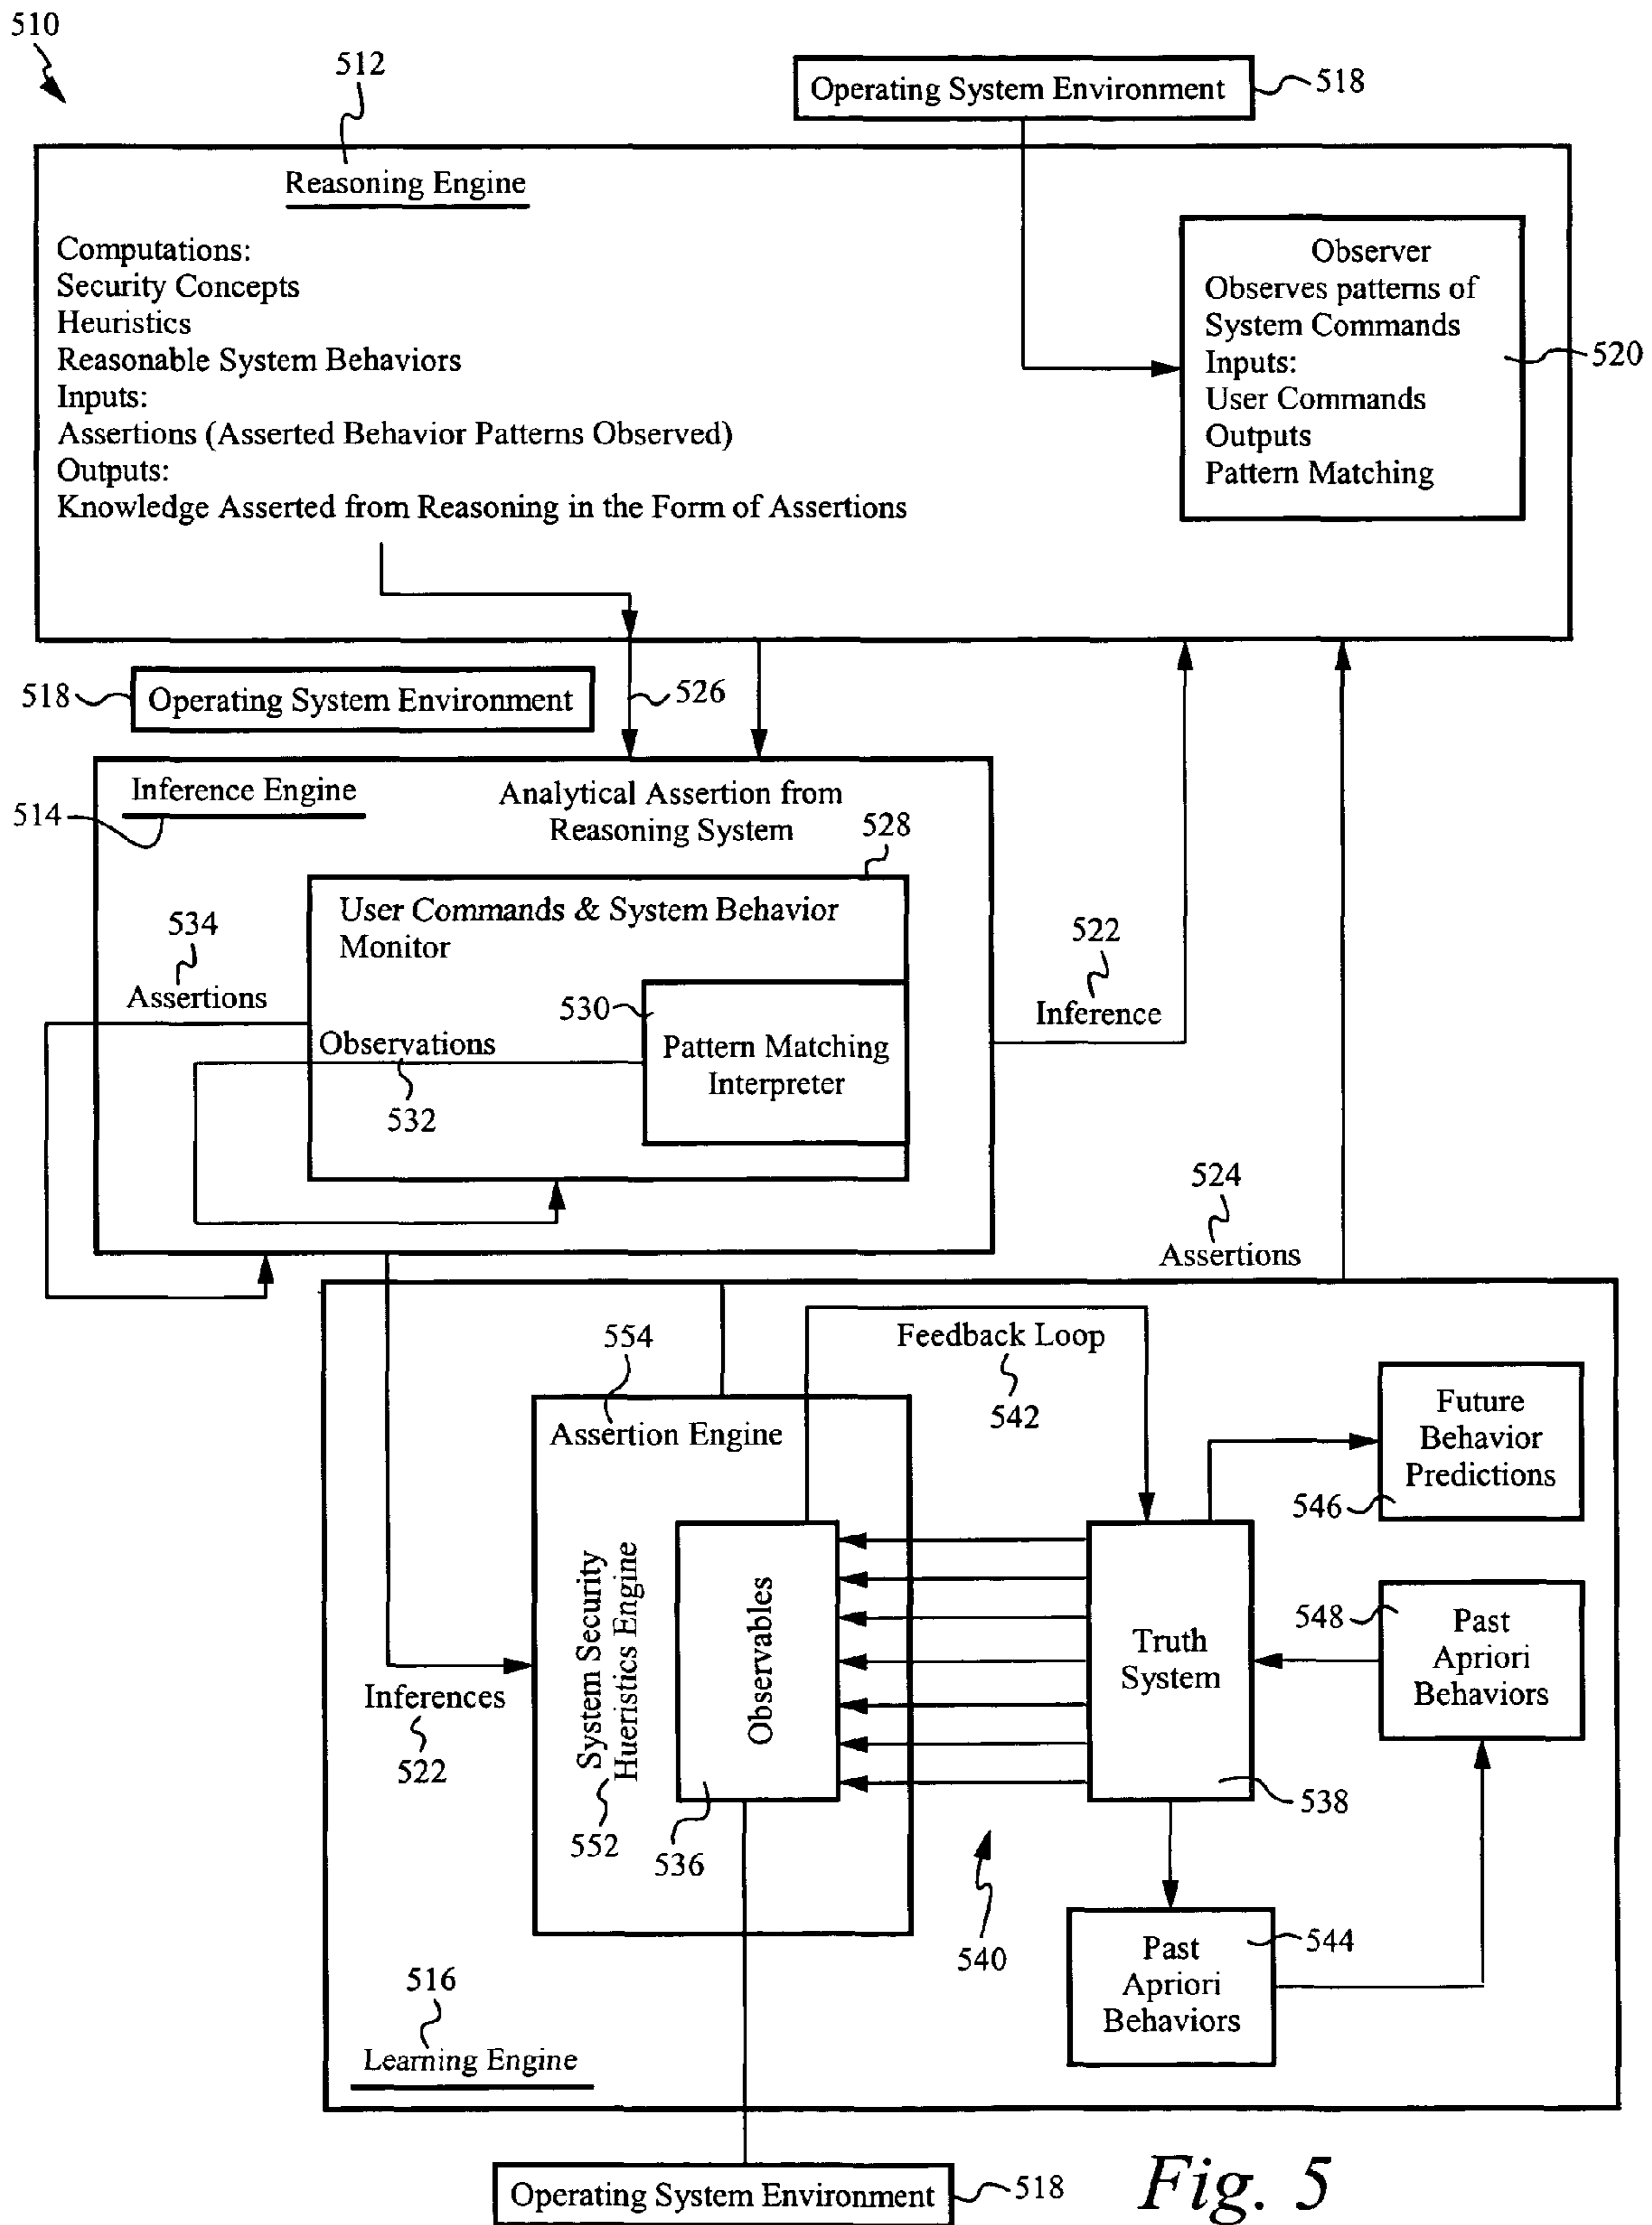 510
512
Operating System Environment
518
Reasoning Engine
Computations:
Security Concepts
Heuristics
Reasonable System Behaviors
Inputs:
Assertions (Asserted Behavior Patterns Observed)
Outputs:
Knowledge Asserted from Reasoning in the Form of Assertions
Observer
Observes patterns of
System Commands
Inputs:
User Commands
Outputs
Pattern Matching
520
518
Operating System Environment
526
Inference Engine
514
Analytical Assertion from
Reasoning System
528
User Commands & System Behavior
Monitor
534
Assertions
530
Pattern Matching
Interpreter
Observations
532
522
Inference
524
Assertions
554
Assertion Engine
Feedback Loop
542
Future
Behavior
Predictions
546
System Security
Hueristics Engine
552
Observables
536
Truth
System
538
548
Past
Apriori
Behaviors
Inferences
522
540
Past
Apriori
Behaviors
544
516
Learning Engine
Operating System Environment
518
Fig. 5